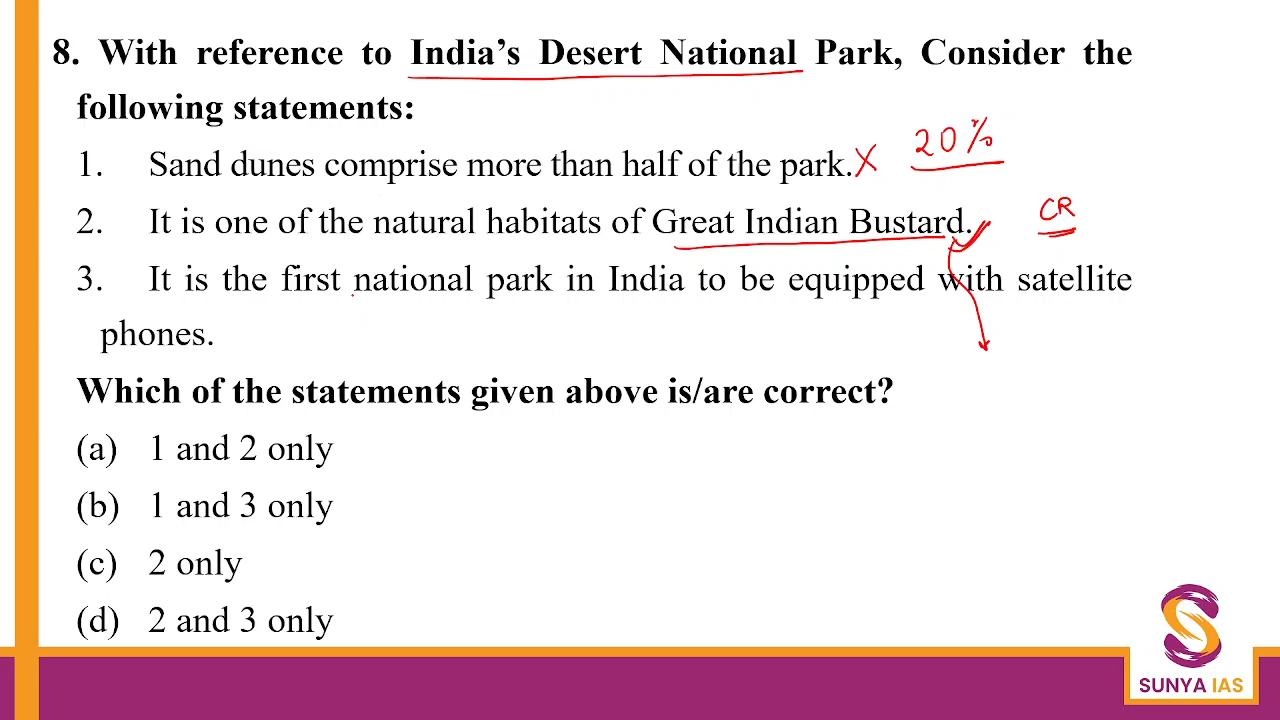 8. With reference to India’s Desert National Park, Consider the
following statements:
1. Sand dunes comprise more than half of the park. X 20%
2. It is one of the natural habitats of Great Indian Bustard. CR
3. It is the first national park in India to be equipped with satellite
phones.
Which of the statements given above is/are correct?
(a) 1 and 2 only
(b) 1 and 3 only
(c) 2 only
(d) 2 and 3 only
SUNYA IAS